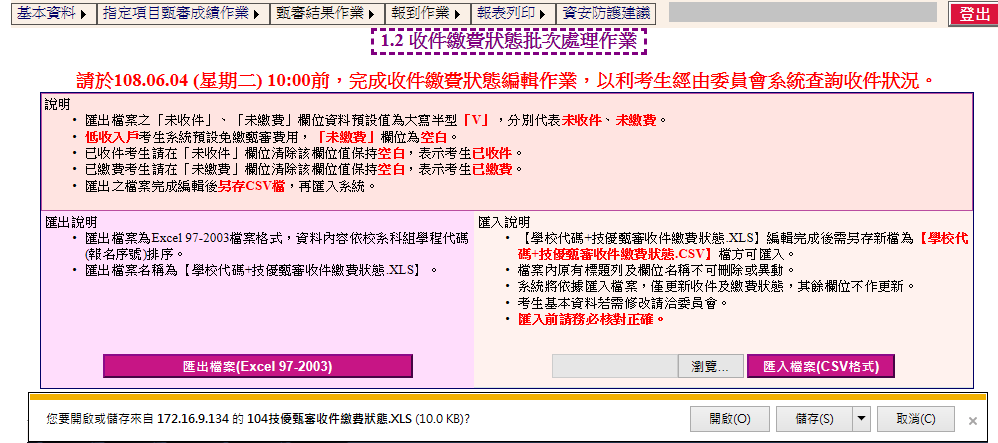 基本資料 ▶ 指定項目甄審成績作業 ▶ 甄審結果作業 ▶ 報到作業 ▶ 報表列印 ▶ 資安防護建議 登出
1.2 收件繳費狀態批次處理作業
請於108.06.04 (星期二) 10:00前，完成收件繳費狀態編輯作業，以利考生經由委員會系統查詢收件狀況。
說明
• 匯出檔案之「未收件」、「未繳費」欄位資料預設值為大寫半型「V」，分別代表未收件、未繳費。
• 低收入戶考生系統預設免繳甄審費用，「未繳費」欄位為空白。
• 已收件考生請在「未收件」欄位清除該欄位值保持空白，表示考生已收件。
• 已繳費考生請在「未繳費」欄位清除該欄位值保持空白，表示考生已繳費。
• 匯出之檔案完成編輯後另存CSV檔，再匯入系統。
匯出說明
• 匯出檔案為Excel 97-2003檔案格式，資料內容依校系科組學程代碼
(報名序號)排序。
• 匯出檔案名稱為【學校代碼+技優甄審收件繳費狀態.XLS】。
匯出檔案(Excel 97-2003)
匯入說明
• 【學校代碼+技優甄審收件繳費狀態.XLS】編輯完成後需另存新檔為【學校代
碼+技優甄審收件繳費狀態.CSV】檔方可匯入。
• 檔案內原有標題列及欄位名稱不可刪除或異動。
• 系統將依據匯入檔案，僅更新收件及繳費狀態，其餘欄位不作更新。
• 考生基本資料若需修改請洽委員會。
• 匯入前請務必核對正確。
瀏覽... 匯入檔案(CSV格式)
您要開啟或儲存來自 172.16.9.134 的 104技優甄審收件繳費狀態.XLS (10.0 KB)? 開啟(O) 儲存(S) ▼ 取消(C) ×